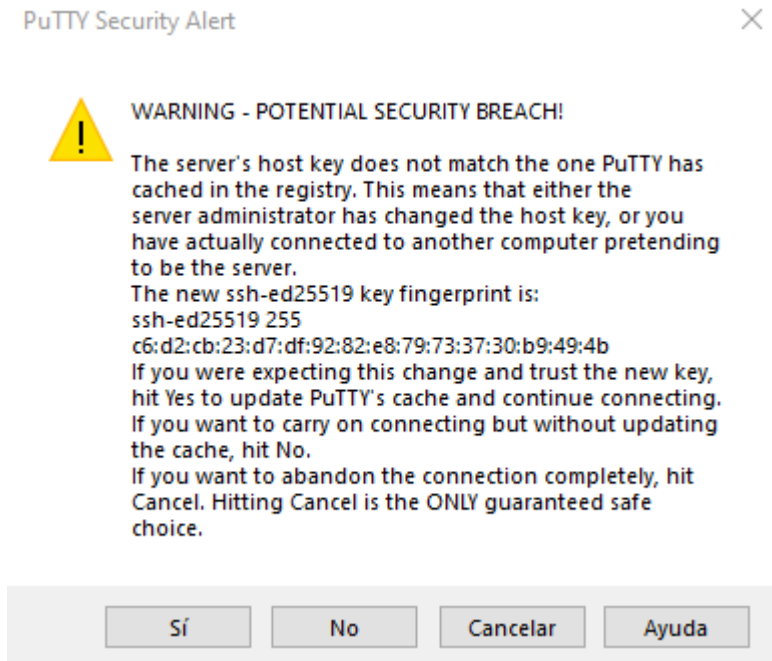 PuTTY Security Alert
WARNING - POTENTIAL SECURITY BREACH!
The server's host key does not match the one PuTTY has
cached in the registry. This means that either the
server administrator has changed the host key, or you
have actually connected to another computer pretending
to be the server.
The new ssh-ed25519 key fingerprint is:
ssh-ed25519 255
c6:d2:cb:23:d7:df:92:82:e8:79:73:37:30:b9:49:4b
If you were expecting this change and trust the new key,
hit Yes to update PuTTY's cache and continue connecting.
If you want to carry on connecting but without updating
the cache, hit No.
If you want to abandon the connection completely, hit
Cancel. Hitting Cancel is the ONLY guaranteed safe
choice.
Sí No Cancelar Ayuda